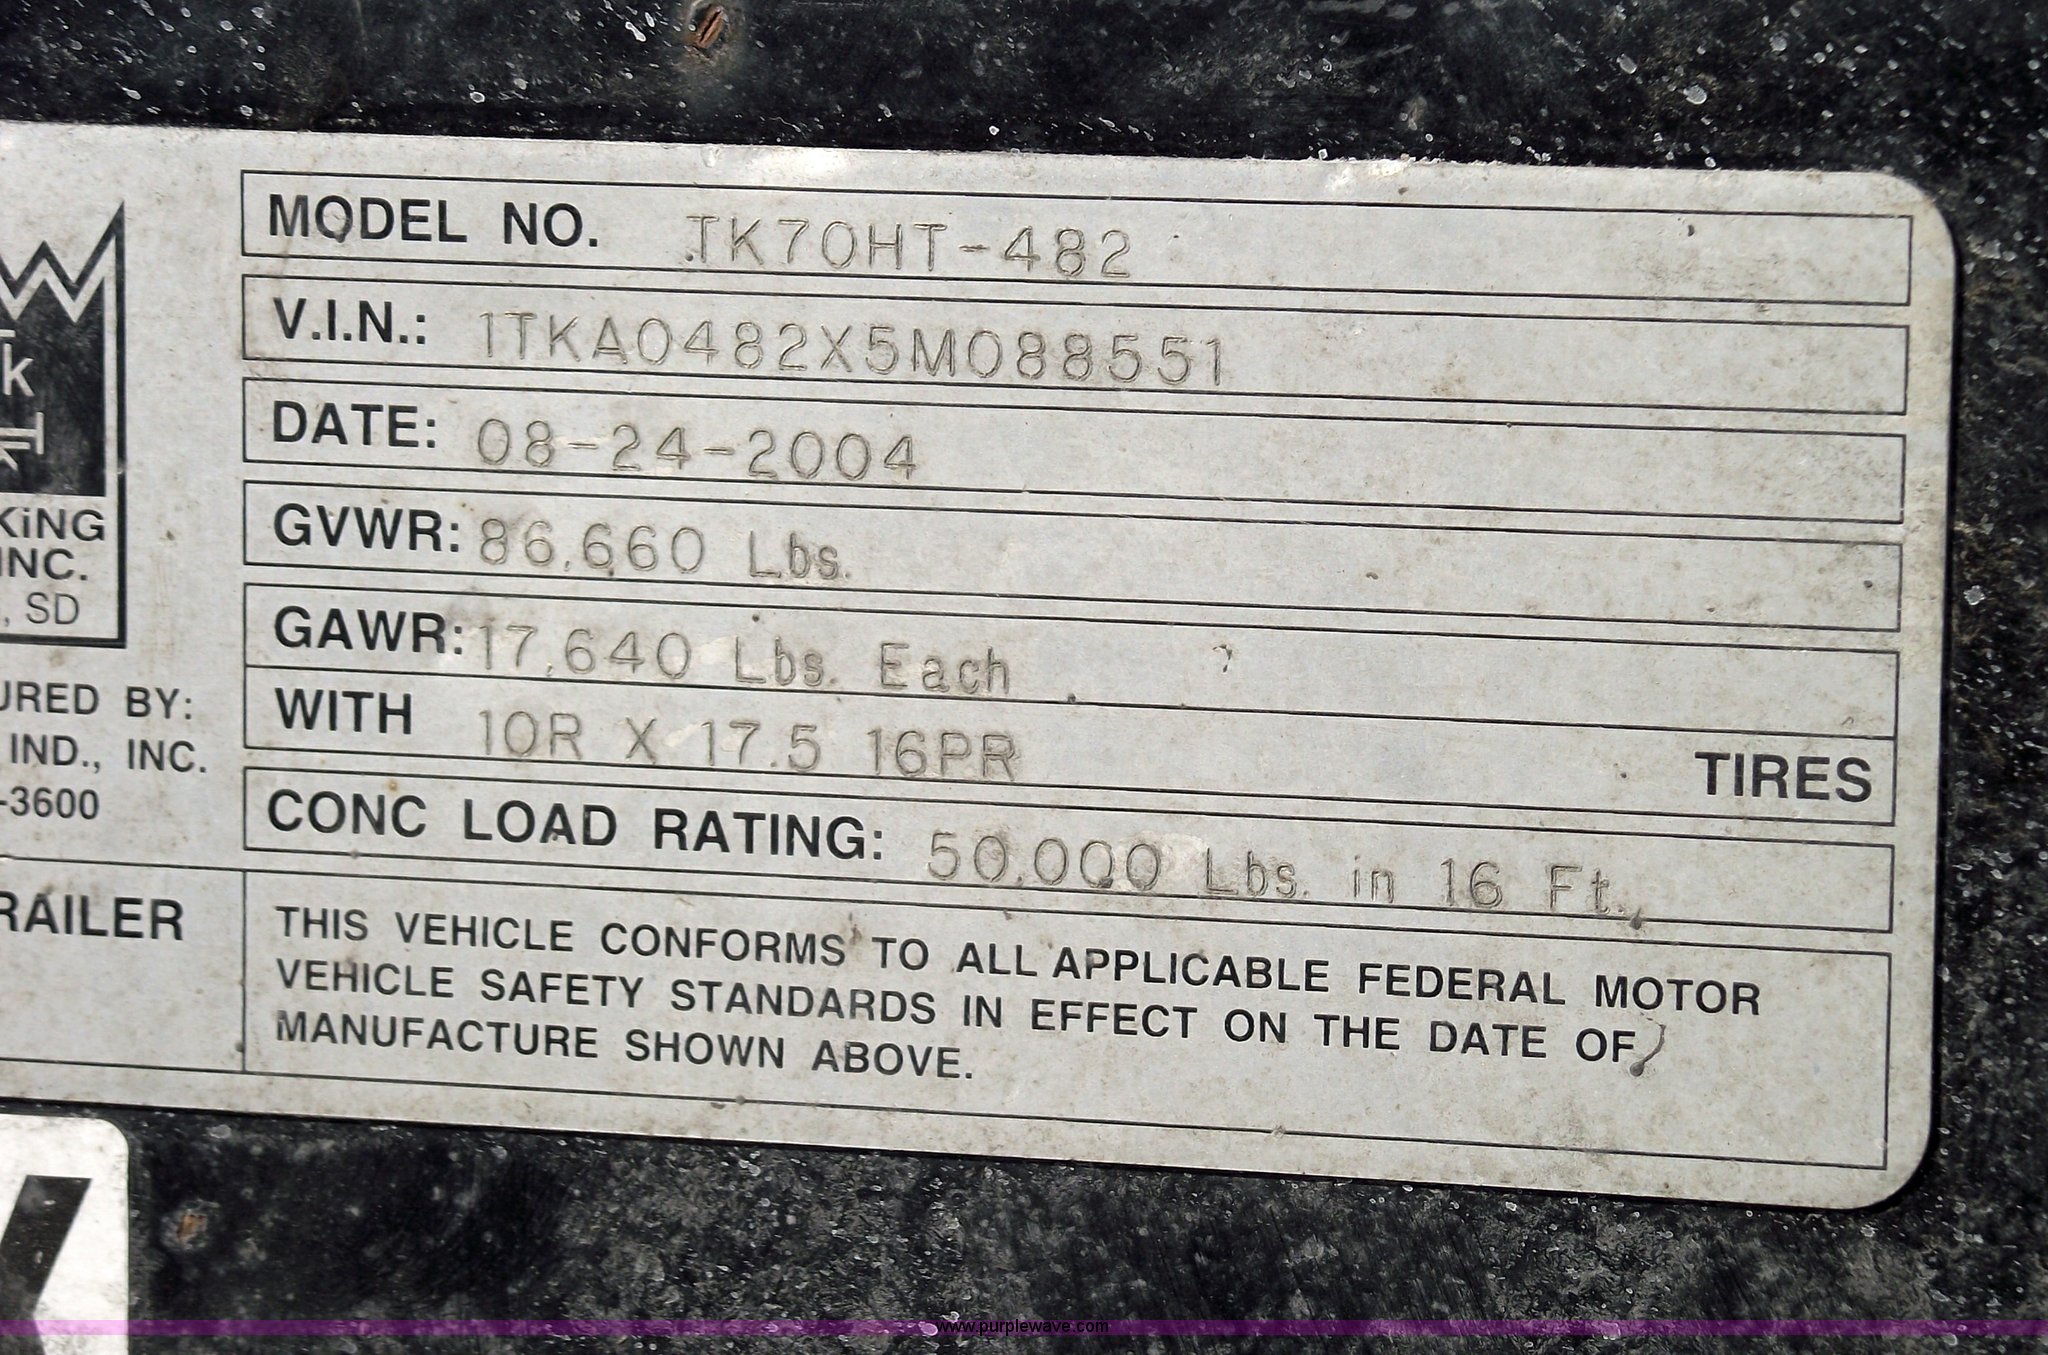 MODEL NO. TK70HT-482
V.I.N.: 1TKA0482X5M088551
DATE: 08-24-2004
GVWR: 86,660 Lbs.
GAWR: 17,640 Lbs. Each
WITH 10R X 17.5 16PR TIRES
CONC LOAD RATING: 50,000 Lbs. in 16 Ft.
THIS VEHICLE CONFORMS TO ALL APPLICABLE FEDERAL MOTOR
VEHICLE SAFETY STANDARDS IN EFFECT ON THE DATE OF
MANUFACTURE SHOWN ABOVE.
K
KiNG
INC.
, SD
URED BY:
IND., INC.
-3600
RAILER
www.purplewave.com